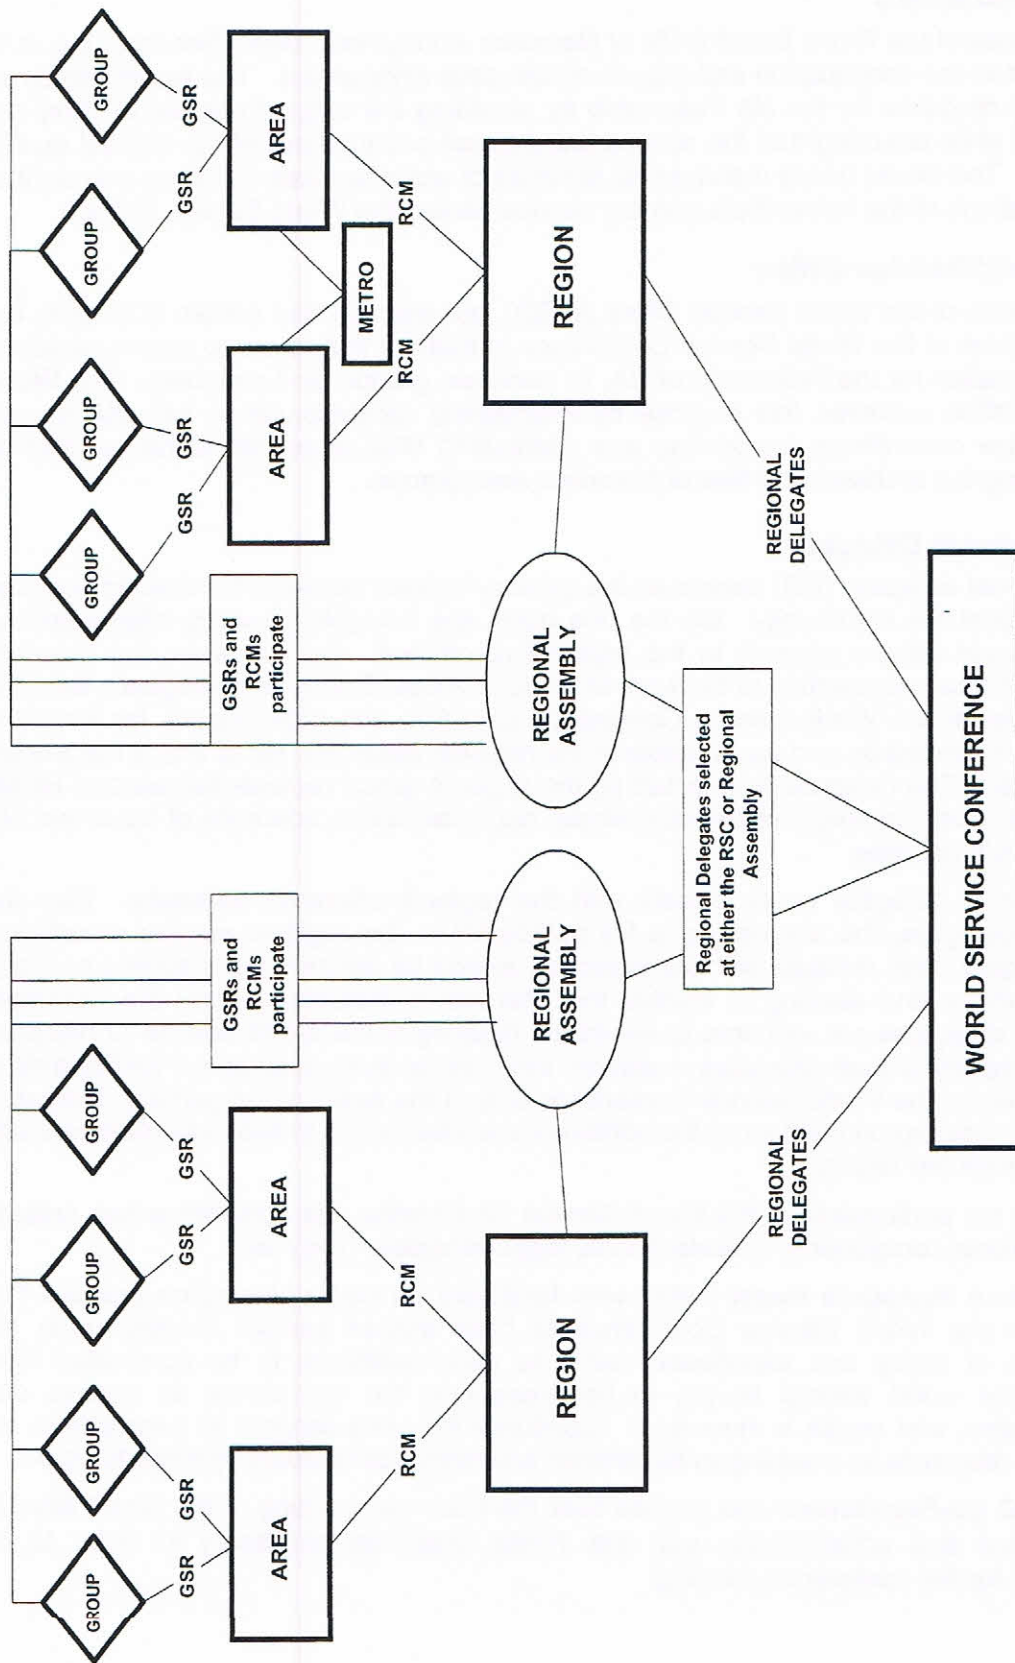 GROUP
GROUP
GROUP
GROUP
GROUP
GROUP
GROUP
GROUP
GSR
GSR
GSR
GSR
GSR
GSR
GSR
GSR
AREA
AREA
GSRs and
RCMs
participate
GSRs and
RCMs
participate
AREA
AREA
METRO
RCM
RCM
RCM
RCM
REGION
REGIONAL
ASSEMBLY
REGIONAL
ASSEMBLY
REGION
Regional Delegates selected
at either the RSC or Regional
Assembly
REGIONAL
DELEGATES
REGIONAL
DELEGATES
WORLD SERVICE CONFERENCE